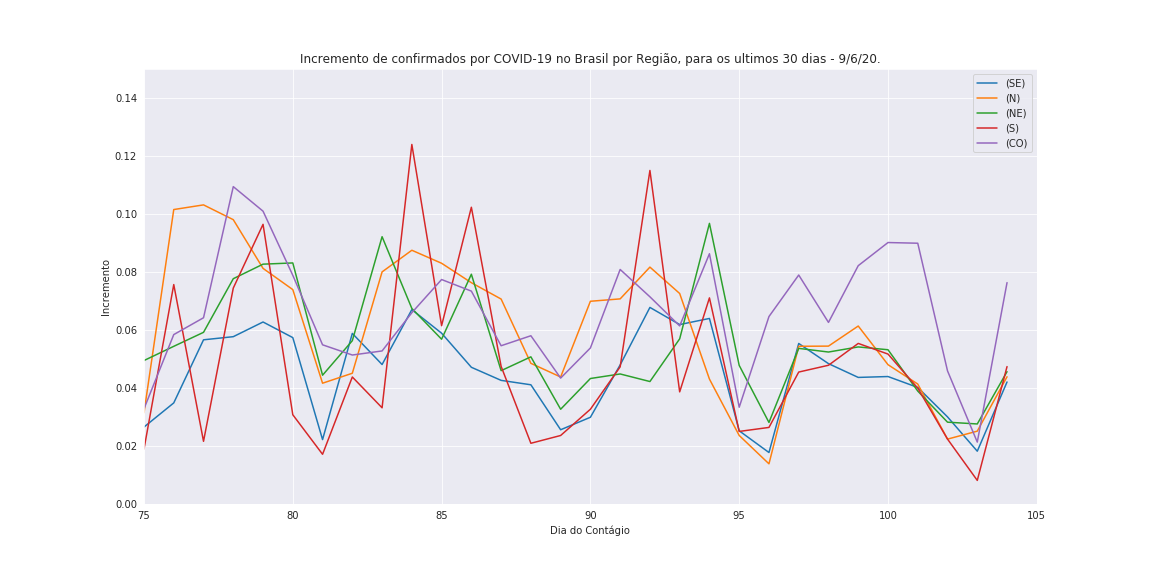 Incremento de confirmados por COVID-19 no Brasil por Região, para os ultimos 30 dias - 9/6/20.
(SE)
(N)
(NE)
(S)
(CO)
Incremento
0.14
0.12
0.10
0.08
0.06
0.04
0.02
0.00
75 80 85 90 95 100 105
Dia do Contágio